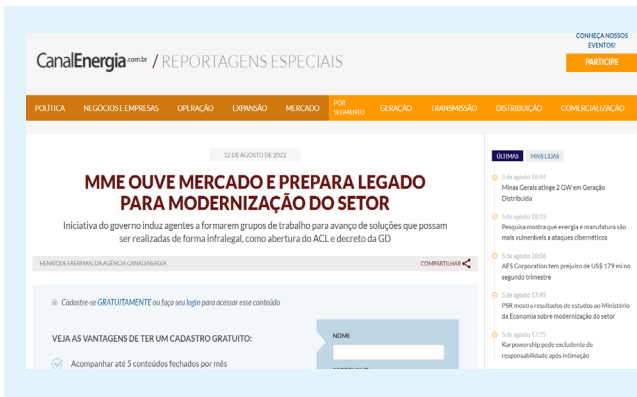 CONHEÇA NOSSOS
EVENTOS!
PARTICIPE
CanalEnergia.com.br / REPORTAGENS ESPECIAIS
POLÍTICA NEGÓCIOS E EMPRESAS OPERAÇÃO EXPANSÃO MERCADO POR SEGMENTO GERAÇÃO TRANSMISSÃO DISTRIBUIÇÃO COMERCIALIZAÇÃO
12 DE AGOSTO DE 2022
MME OUVE MERCADO E PREPARA LEGADO
PARA MODERNIZAÇÃO DO SETOR
Iniciativa do governo induz agentes a formarem grupos de trabalho para avanço de soluções que possam
ser realizadas de forma infralegal, como abertura do ACL e decreto da GD
HENRIQUE FAERMAN, DA AGÊNCIA CANALENERGIA
COMPARTILHAR
Cadastre-se GRATUITAMENTE ou faça seu login para acessar esse conteúdo
VEJA AS VANTAGENS DE TER UM CADASTRO GRATUITO:
Acompanhar até 5 conteúdos fechados por mês
NOME
ÚLTIMAS MAIS LIDAS
5 de agosto 18:44
Minas Gerais atinge 2 GW em Geração
Distribuída
5 de agosto 18:33
Pesquisa mostra que energia e manufatura são
mais vulneráveis a ataques cibernéticos
5 de agosto 18:06
AES Corporation tem prejuízo de US$ 179 mi no
segundo trimestre
5 de agosto 17:49
PSR mostra resultados de estudos ao Ministério
da Economia sobre modernização do setor
5 de agosto 17:25
Karpowership pede excludente de
responsabilidade após intimação